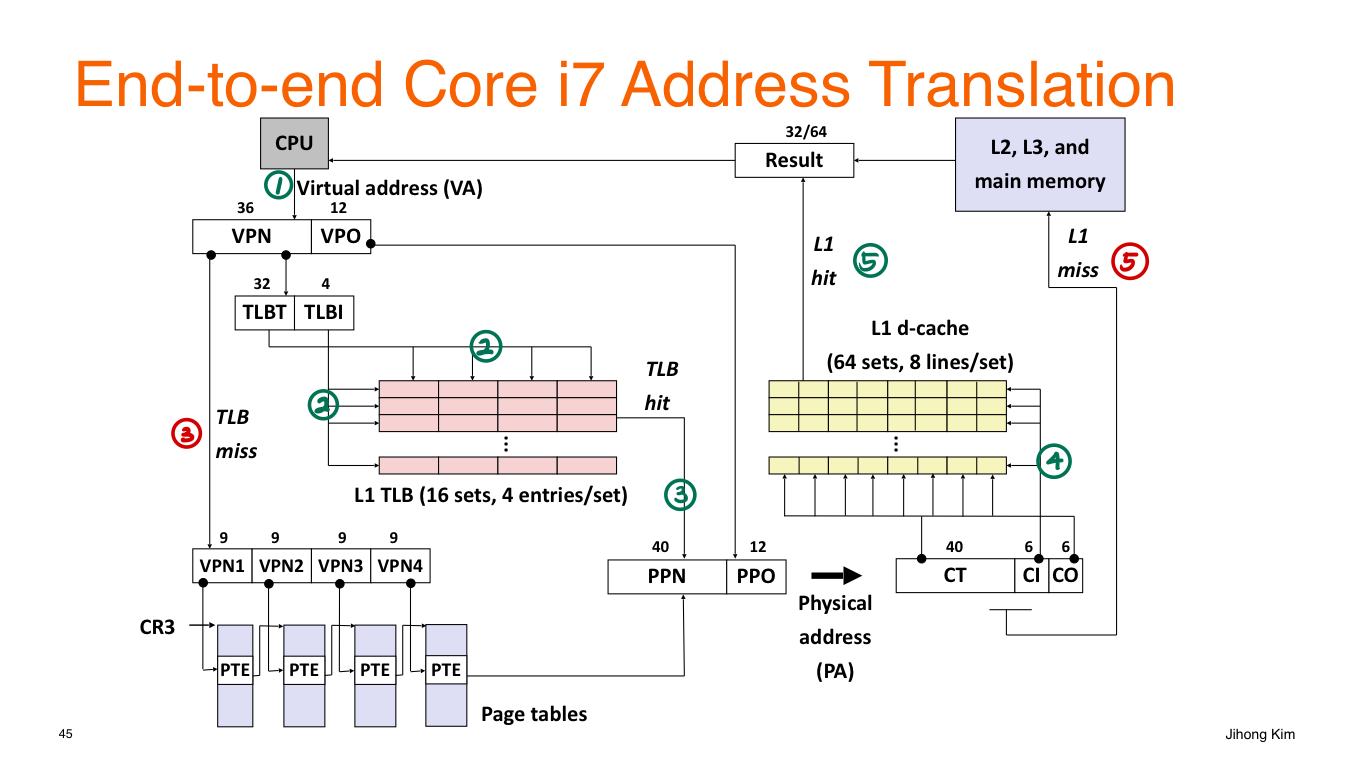 End-to-end Core i7 Address Translation
CPU
32/64
Result
L2, L3, and
main memory
① Virtual address (VA)
36 12
VPN VPO
L1
hit
⑤
L1
miss
⑤
32 4
TLBT TLBI
②
②
TLB
hit
L1 d-cache
(64 sets, 8 lines/set)
③
TLB
miss
④
L1 TLB (16 sets, 4 entries/set)
③
9 9 9 9
VPN1 VPN2 VPN3 VPN4
40 12
PPN PPO
40 6 6
CT CI CO
Physical
address
(PA)
CR3
PTE PTE PTE PTE
Page tables
45
Jihong Kim